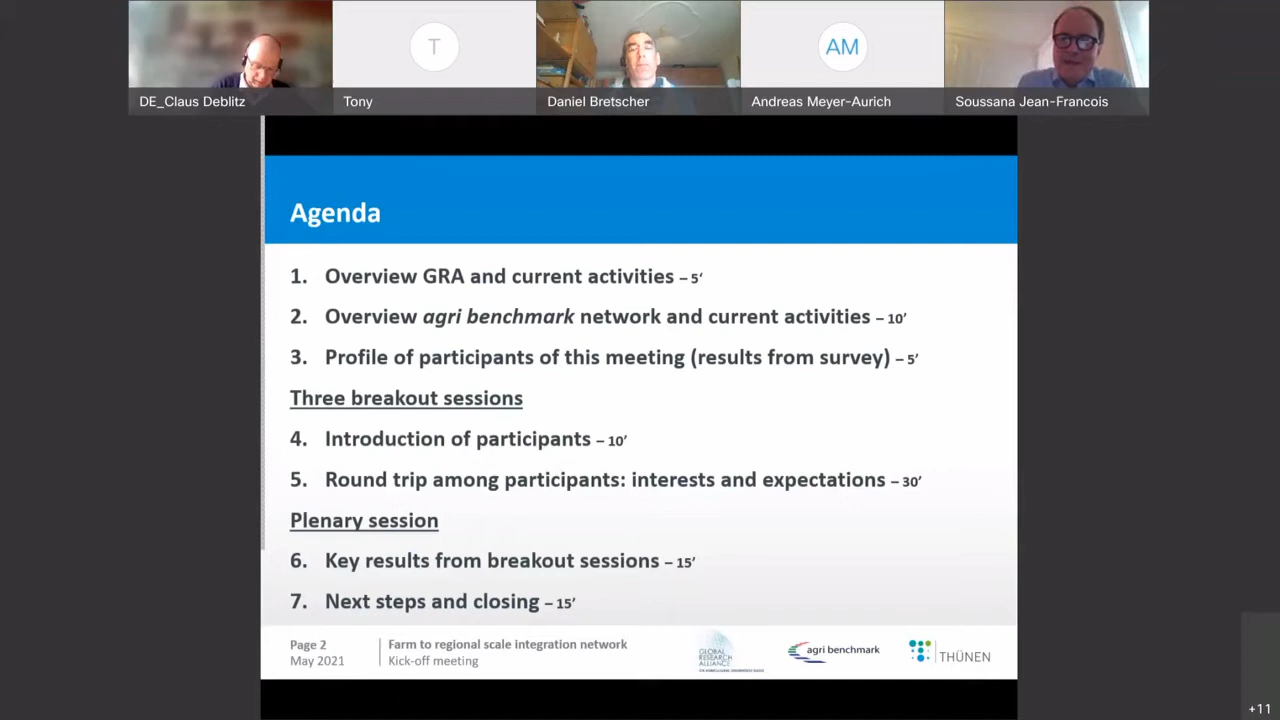 T
AM
DE_Claus Deblitz
Tony
Daniel Bretscher
Andreas Meyer-Aurich
Soussana Jean-Francois
Agenda
1. Overview GRA and current activities – 5‘
2. Overview agri benchmark network and current activities – 10’
3. Profile of participants of this meeting (results from survey) – 5’
Three breakout sessions
4. Introduction of participants – 10’
5. Round trip among participants: interests and expectations – 30’
Plenary session
6. Key results from breakout sessions – 15’
7. Next steps and closing – 15’
Page 2
May 2021
Farm to regional scale integration network
Kick-off meeting
GLOBAL
RESEARCH
ALLIANCE
agri benchmark
THÜNEN
+11